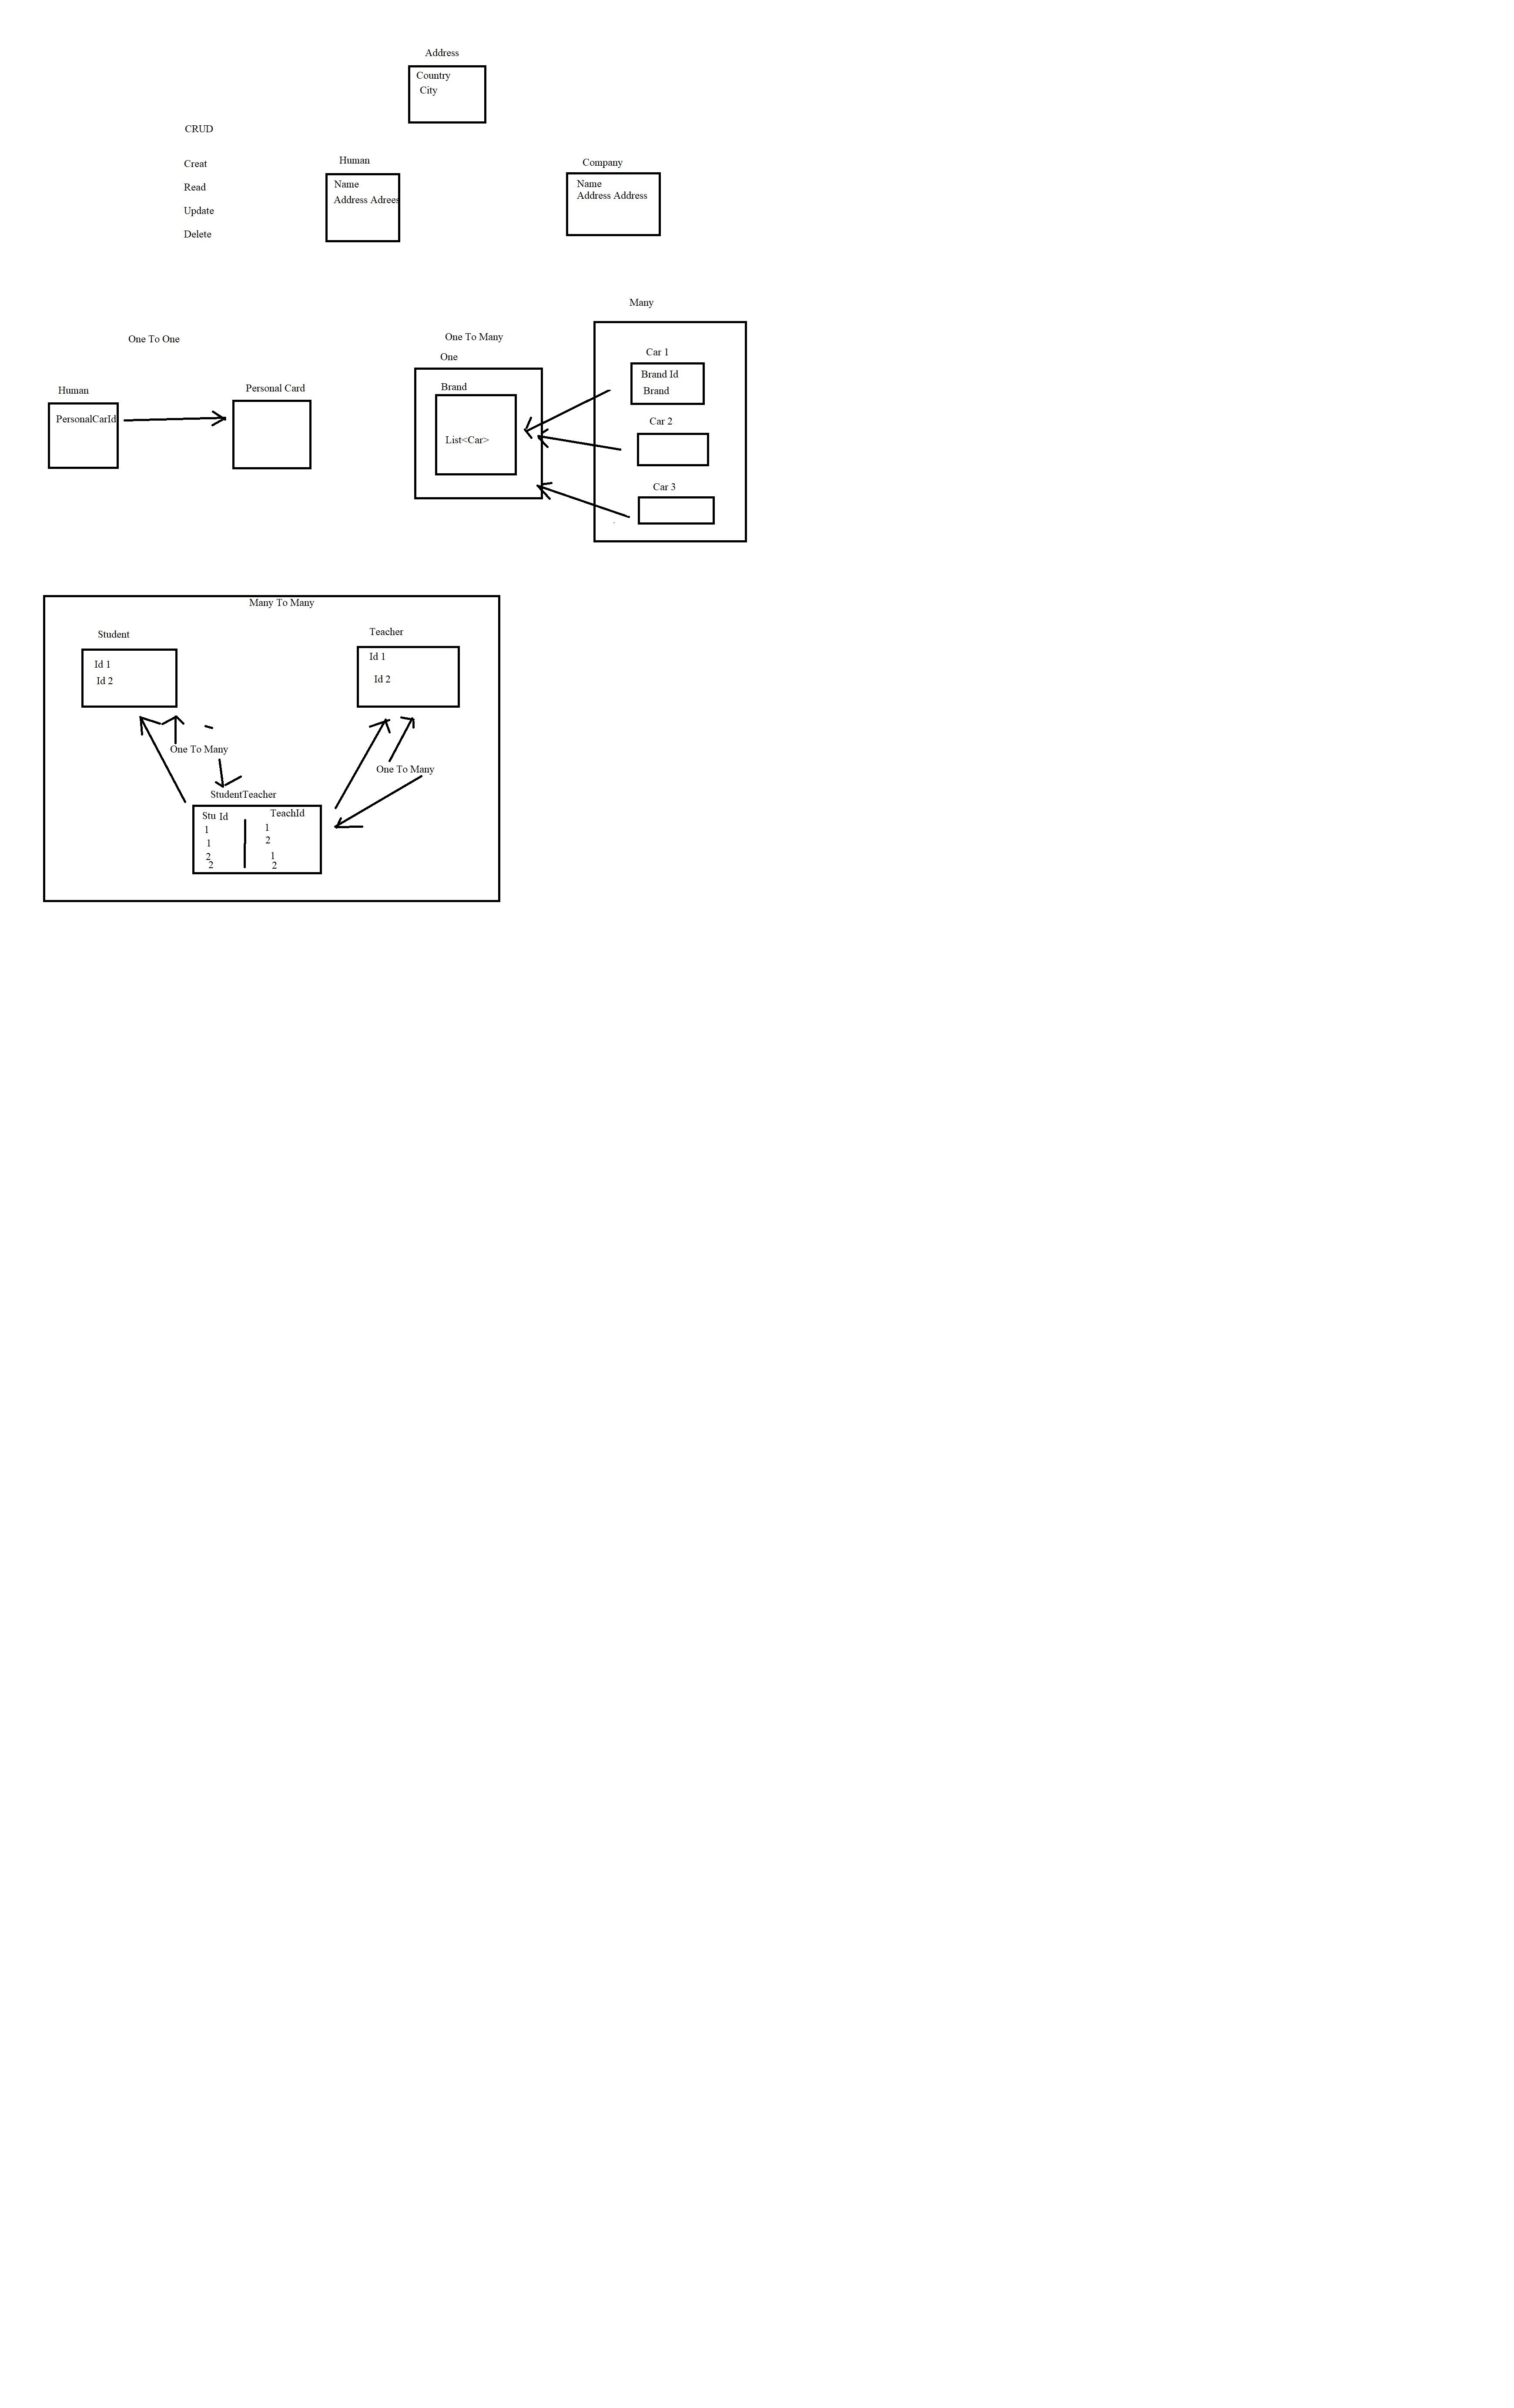 Address
Country
City
CRUD
Creat
Read
Update
Delete
Human
Name
Address Adrees
Company
Name
Address Address
One To One
Human
PersonalCarId
Personal Card
One To Many
One
Brand
List<Car>
Many
Car 1
Brand Id
Brand
Car 2
Car 3
Many To Many
Student
Id 1
Id 2
Teacher
Id 1
Id 2
One To Many
One To Many
StudentTeacher
Stu Id TeachId
1 1
1 2
2 1
2 2